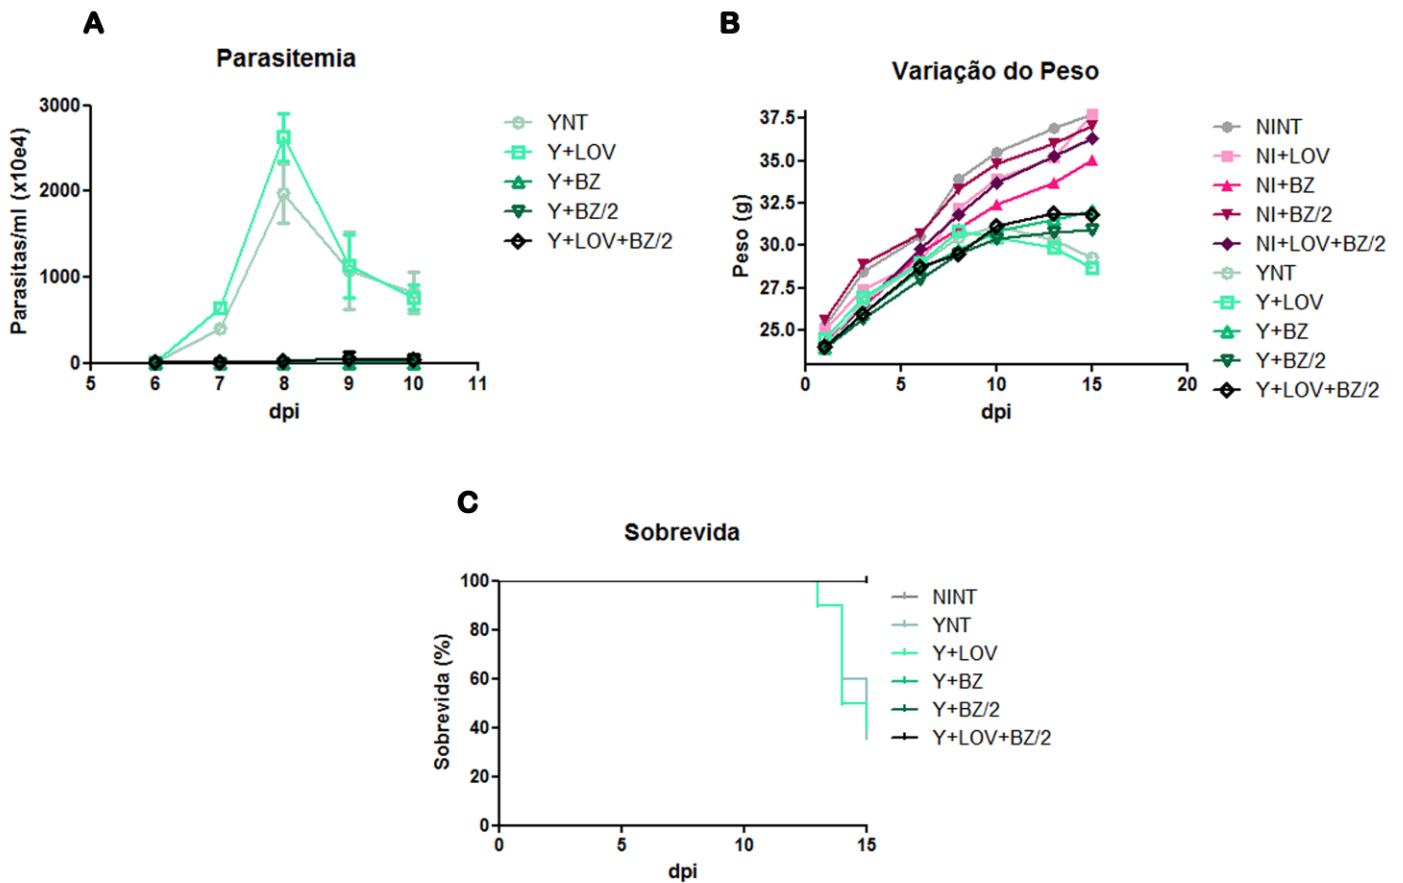 A
Parasitemia
Parasitas/ml (x10e4)
3000
2000
1000
0
5
6
7
8
9
10
11
dpi
YNT
Y+LOV
Y+BZ
Y+BZ/2
Y+LOV+BZ/2
B
Variação do Peso
Peso (g)
37.5
35.0
32.5
30.0
27.5
25.0
0
5
10
15
20
dpi
NINT
NI+LOV
NI+BZ
NI+BZ/2
NI+LOV+BZ/2
YNT
Y+LOV
Y+BZ
Y+BZ/2
Y+LOV+BZ/2
C
Sobrevida
Sobrevida (%)
100
80
60
40
20
0
0
5
10
15
dpi
NINT
YNT
Y+LOV
Y+BZ
Y+BZ/2
Y+LOV+BZ/2